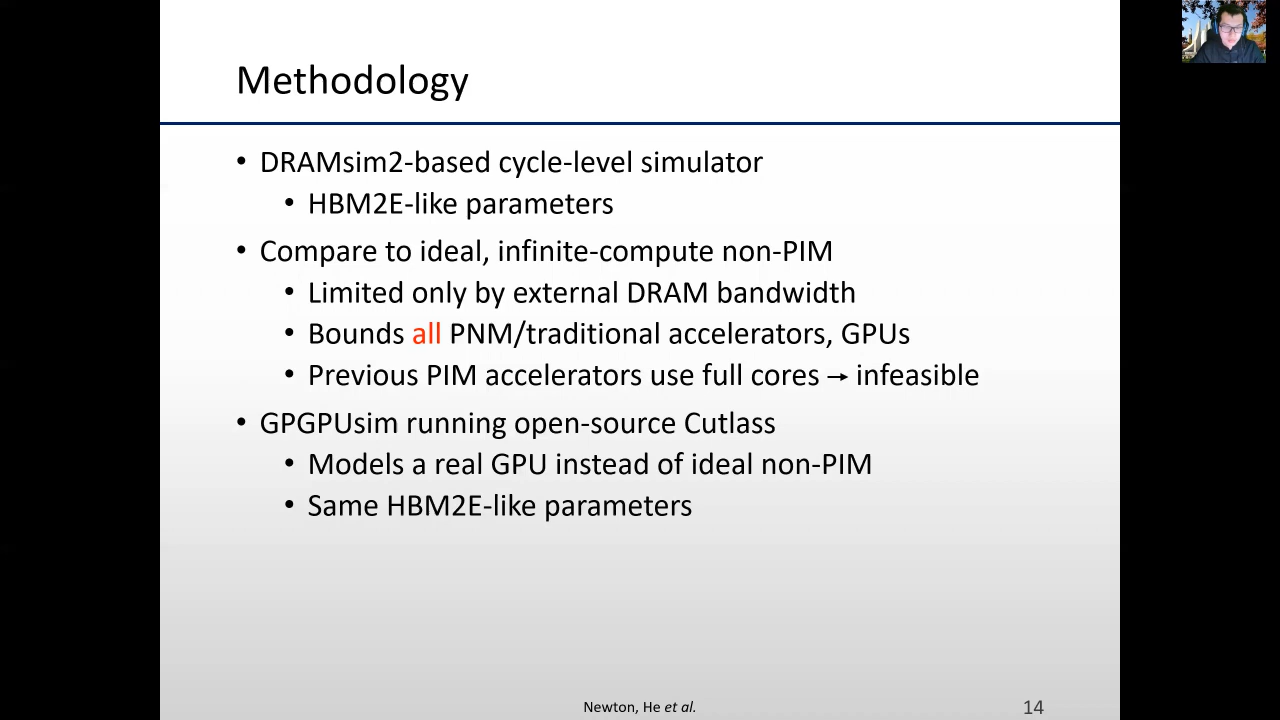 Methodology
• DRAMsim2-based cycle-level simulator
• HBM2E-like parameters
• Compare to ideal, infinite-compute non-PIM
• Limited only by external DRAM bandwidth
• Bounds all PNM/traditional accelerators, GPUs
• Previous PIM accelerators use full cores → infeasible
• GPGPUsim running open-source Cutlass
• Models a real GPU instead of ideal non-PIM
• Same HBM2E-like parameters
Newton, He et al.
14